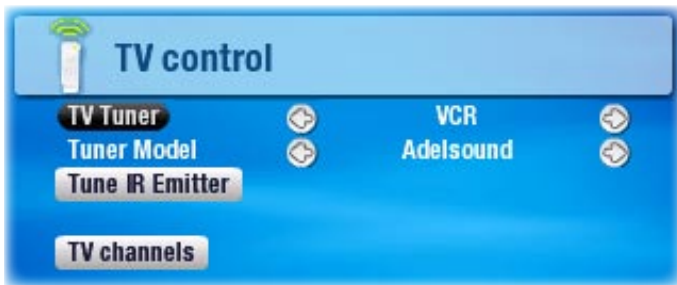 TV control
TV Tuner VCR
Tuner Model Adelsound
Tune IR Emitter
TV channels